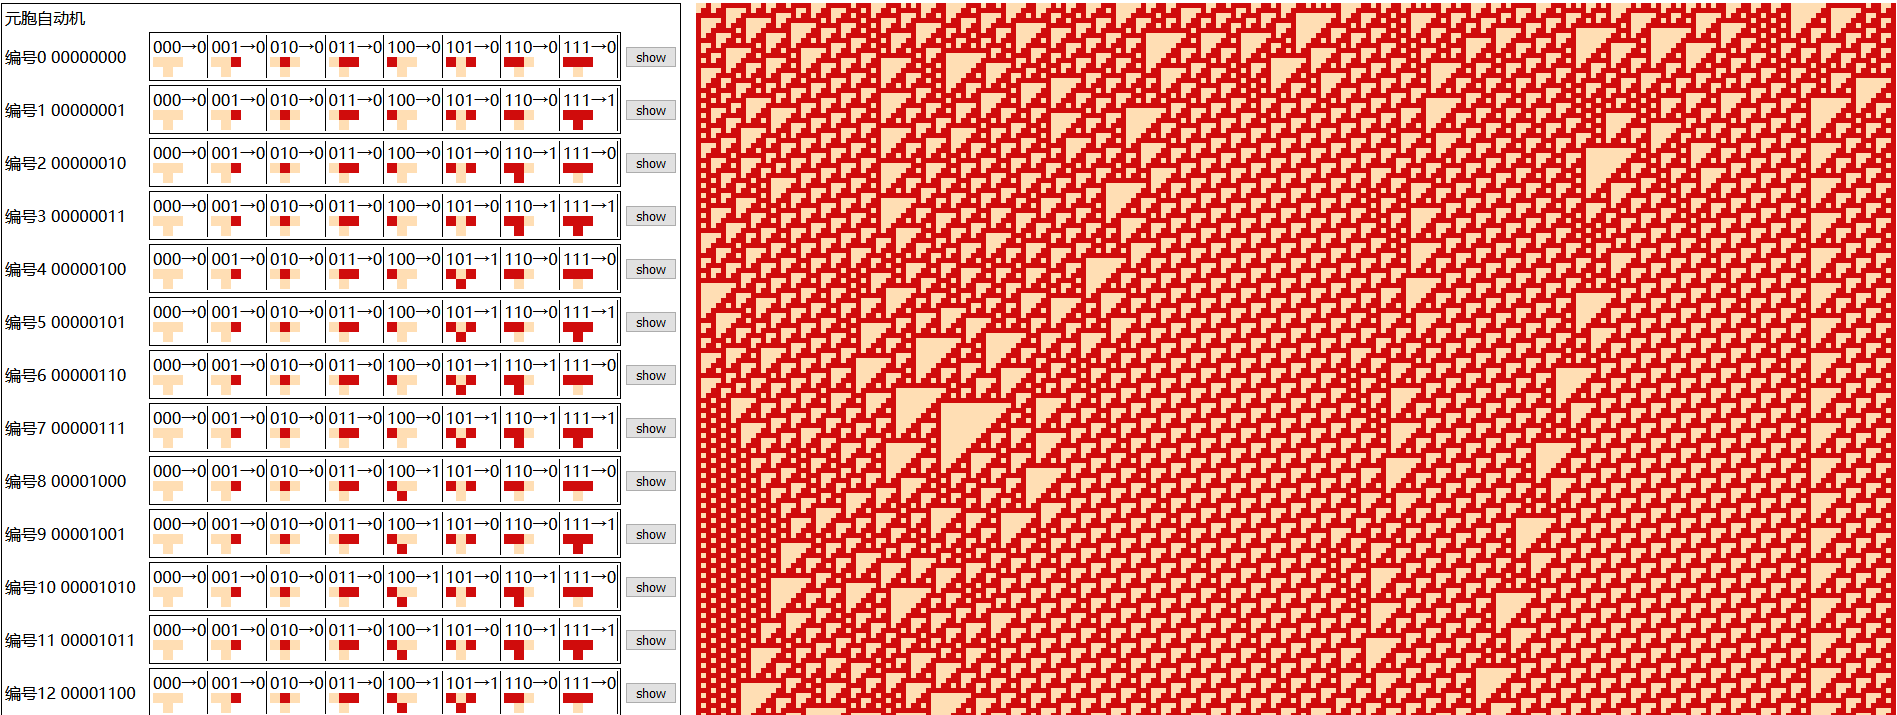 元胞自动机
编号0 00000000 000→0 001→0 010→0 011→0 100→0 101→0 110→0 111→0 show
编号1 00000001 000→0 001→0 010→0 011→0 100→0 101→0 110→0 111→1 show
编号2 00000010 000→0 001→0 010→0 011→0 100→0 101→0 110→1 111→0 show
编号3 00000011 000→0 001→0 010→0 011→0 100→0 101→0 110→1 111→1 show
编号4 00000100 000→0 001→0 010→0 011→0 100→0 101→1 110→0 111→0 show
编号5 00000101 000→0 001→0 010→0 011→0 100→0 101→1 110→0 111→1 show
编号6 00000110 000→0 001→0 010→0 011→0 100→0 101→1 110→1 111→0 show
编号7 00000111 000→0 001→0 010→0 011→0 100→0 101→1 110→1 111→1 show
编号8 00001000 000→0 001→0 010→0 011→0 100→1 101→0 110→0 111→0 show
编号9 00001001 000→0 001→0 010→0 011→0 100→1 101→0 110→0 111→1 show
编号10 00001010 000→0 001→0 010→0 011→0 100→1 101→0 110→1 111→0 show
编号11 00001011 000→0 001→0 010→0 011→0 100→1 101→0 110→1 111→1 show
编号12 00001100 000→0 001→0 010→0 011→0 100→1 101→1 110→0 111→0 show